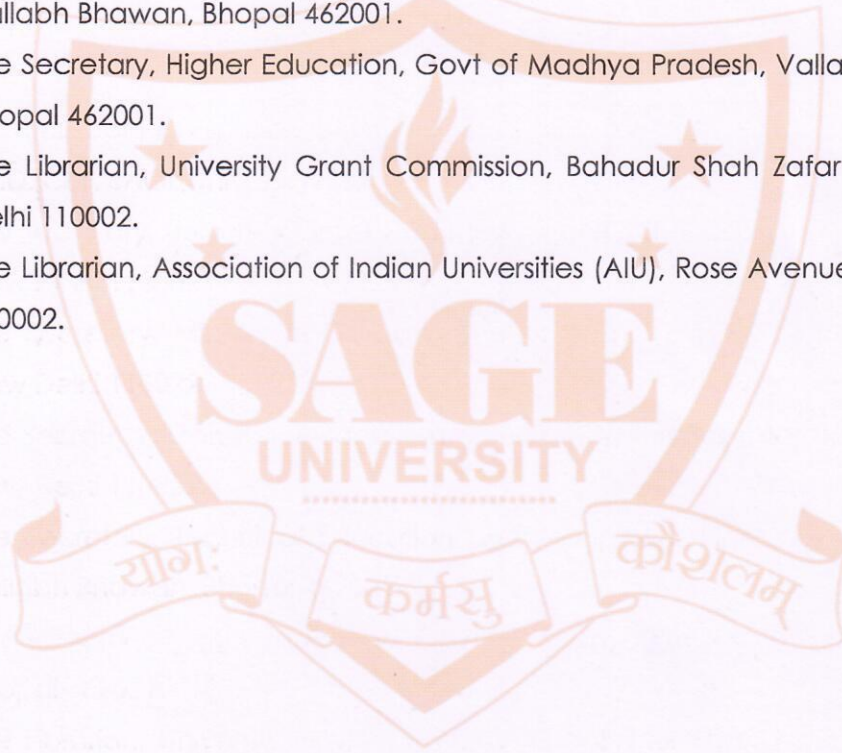 allabh Bhawan, Bhopal 462001.
e Secretary, Higher Education, Govt of Madhya Pradesh, Valla
opal 462001.
e Librarian, University Grant Commission, Bahadur Shah Zafar
elhi 110002.
e Librarian, Association of Indian Universities (AIU), Rose Avenue
0002.
SAGE
UNIVERSITY
योगः कर्मसु कौशलम्